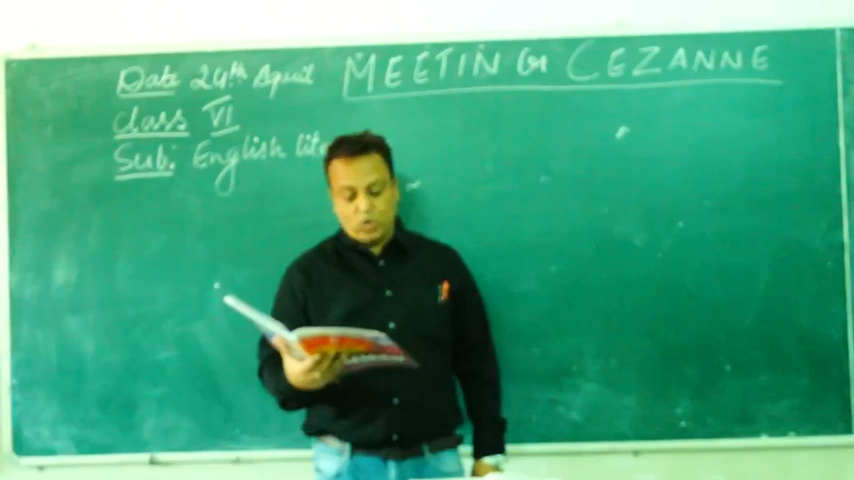 Date 24th April
MEETING CEZANNE
Class VI
Sub: English lite